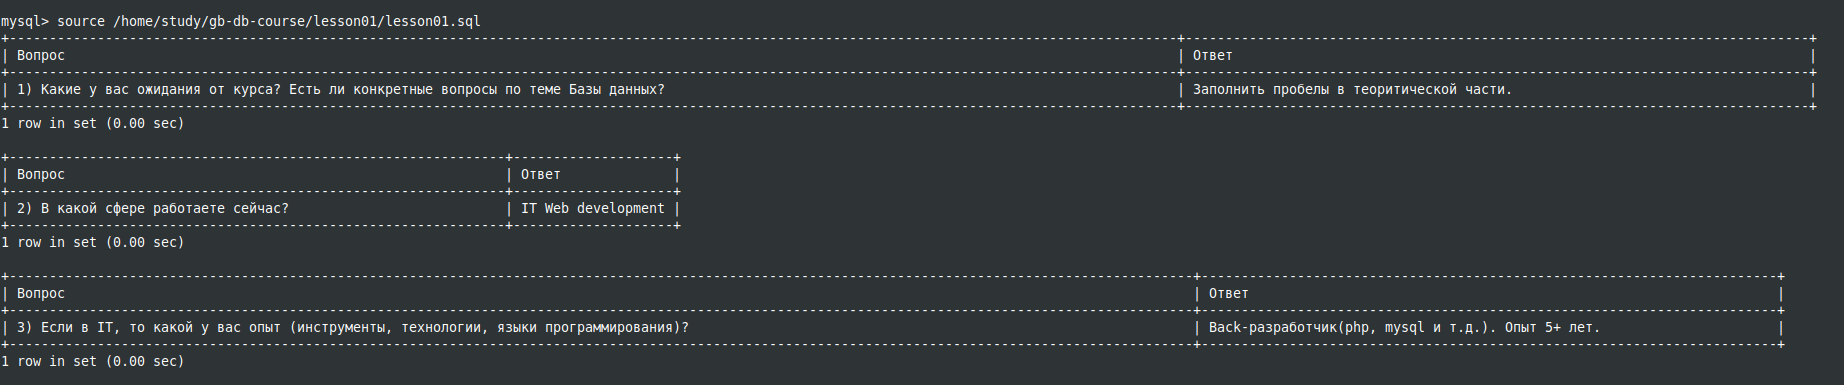 mysql> source /home/study/gb-db-course/lesson01/lesson01.sql
| Вопрос | Ответ |
| 1) Какие у вас ожидания от курса? Есть ли конкретные вопросы по теме Базы данных? | Заполнить пробелы в теоритической части. |
1 row in set (0.00 sec)
| Вопрос | Ответ |
| 2) В какой сфере работаете сейчас? | IT Web development |
1 row in set (0.00 sec)
| Вопрос | Ответ |
| 3) Если в IT, то какой у вас опыт (инструменты, технологии, языки программирования)? | Back-разработчик(php, mysql и т.д.). Опыт 5+ лет. |
1 row in set (0.00 sec)